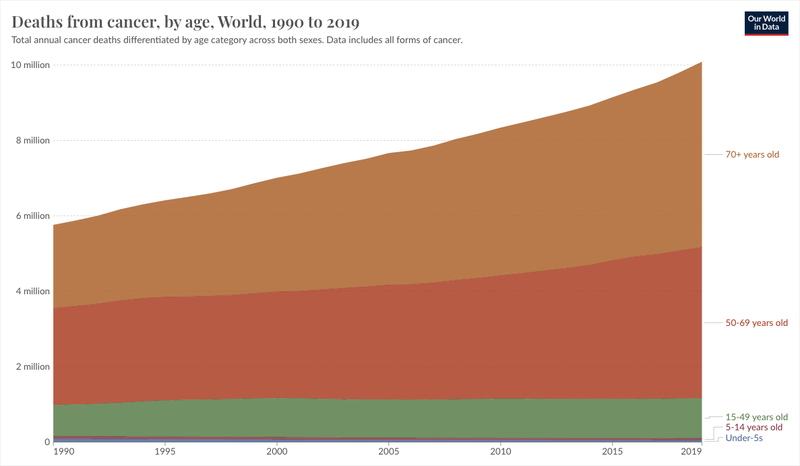 Deaths from cancer, by age, World, 1990 to 2019
Total annual cancer deaths differentiated by age category across both sexes. Data includes all forms of cancer.
Our World
in Data
10 million
8 million
6 million
4 million
2 million
0
1990
1995
2000
2005
2010
2015
2019
70+ years old
50-69 years old
15-49 years old
5-14 years old
Under-5s